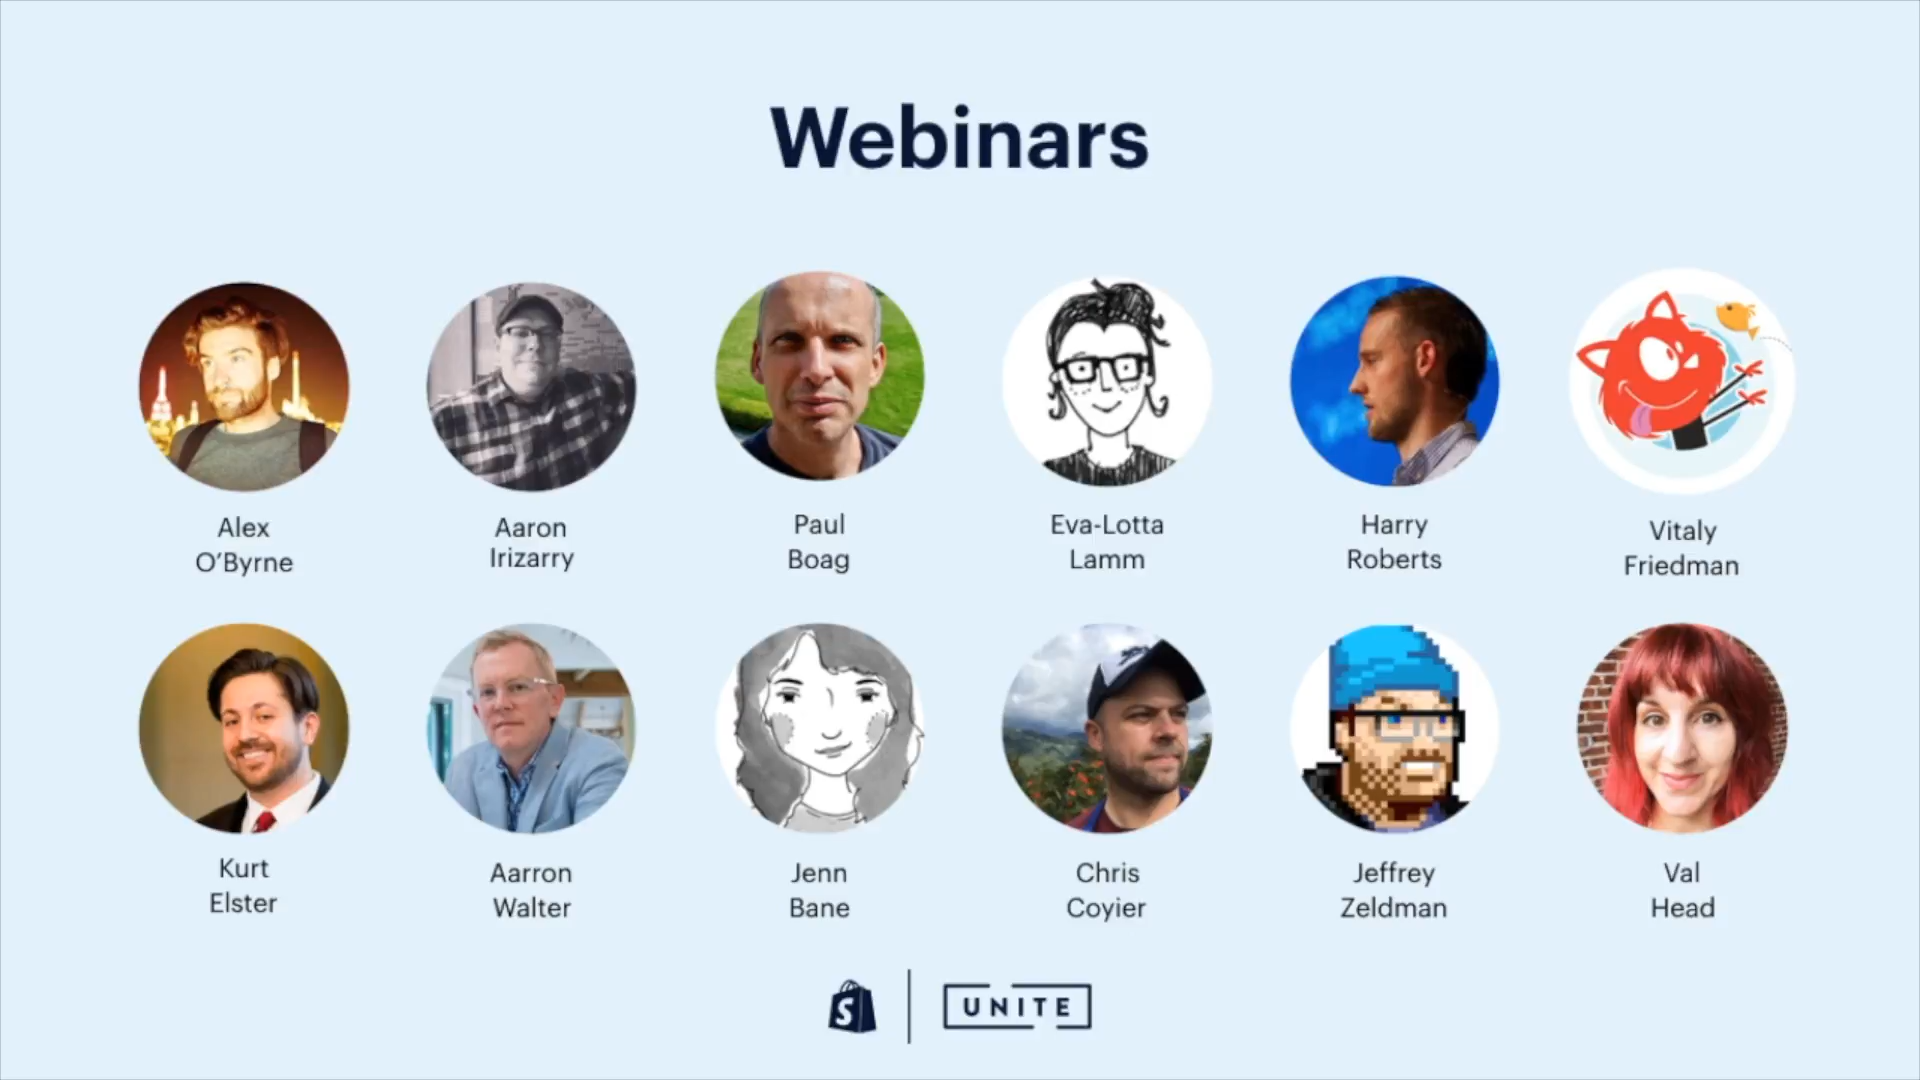 Webinars
Alex
O’Byrne
Aaron
Irizarry
Paul
Boag
Eva-Lotta
Lamm
Harry
Roberts
Vitaly
Friedman
Kurt
Elster
Aarron
Walter
Jenn
Bane
Chris
Coyier
Jeffrey
Zeldman
Val
Head
S
UNITE